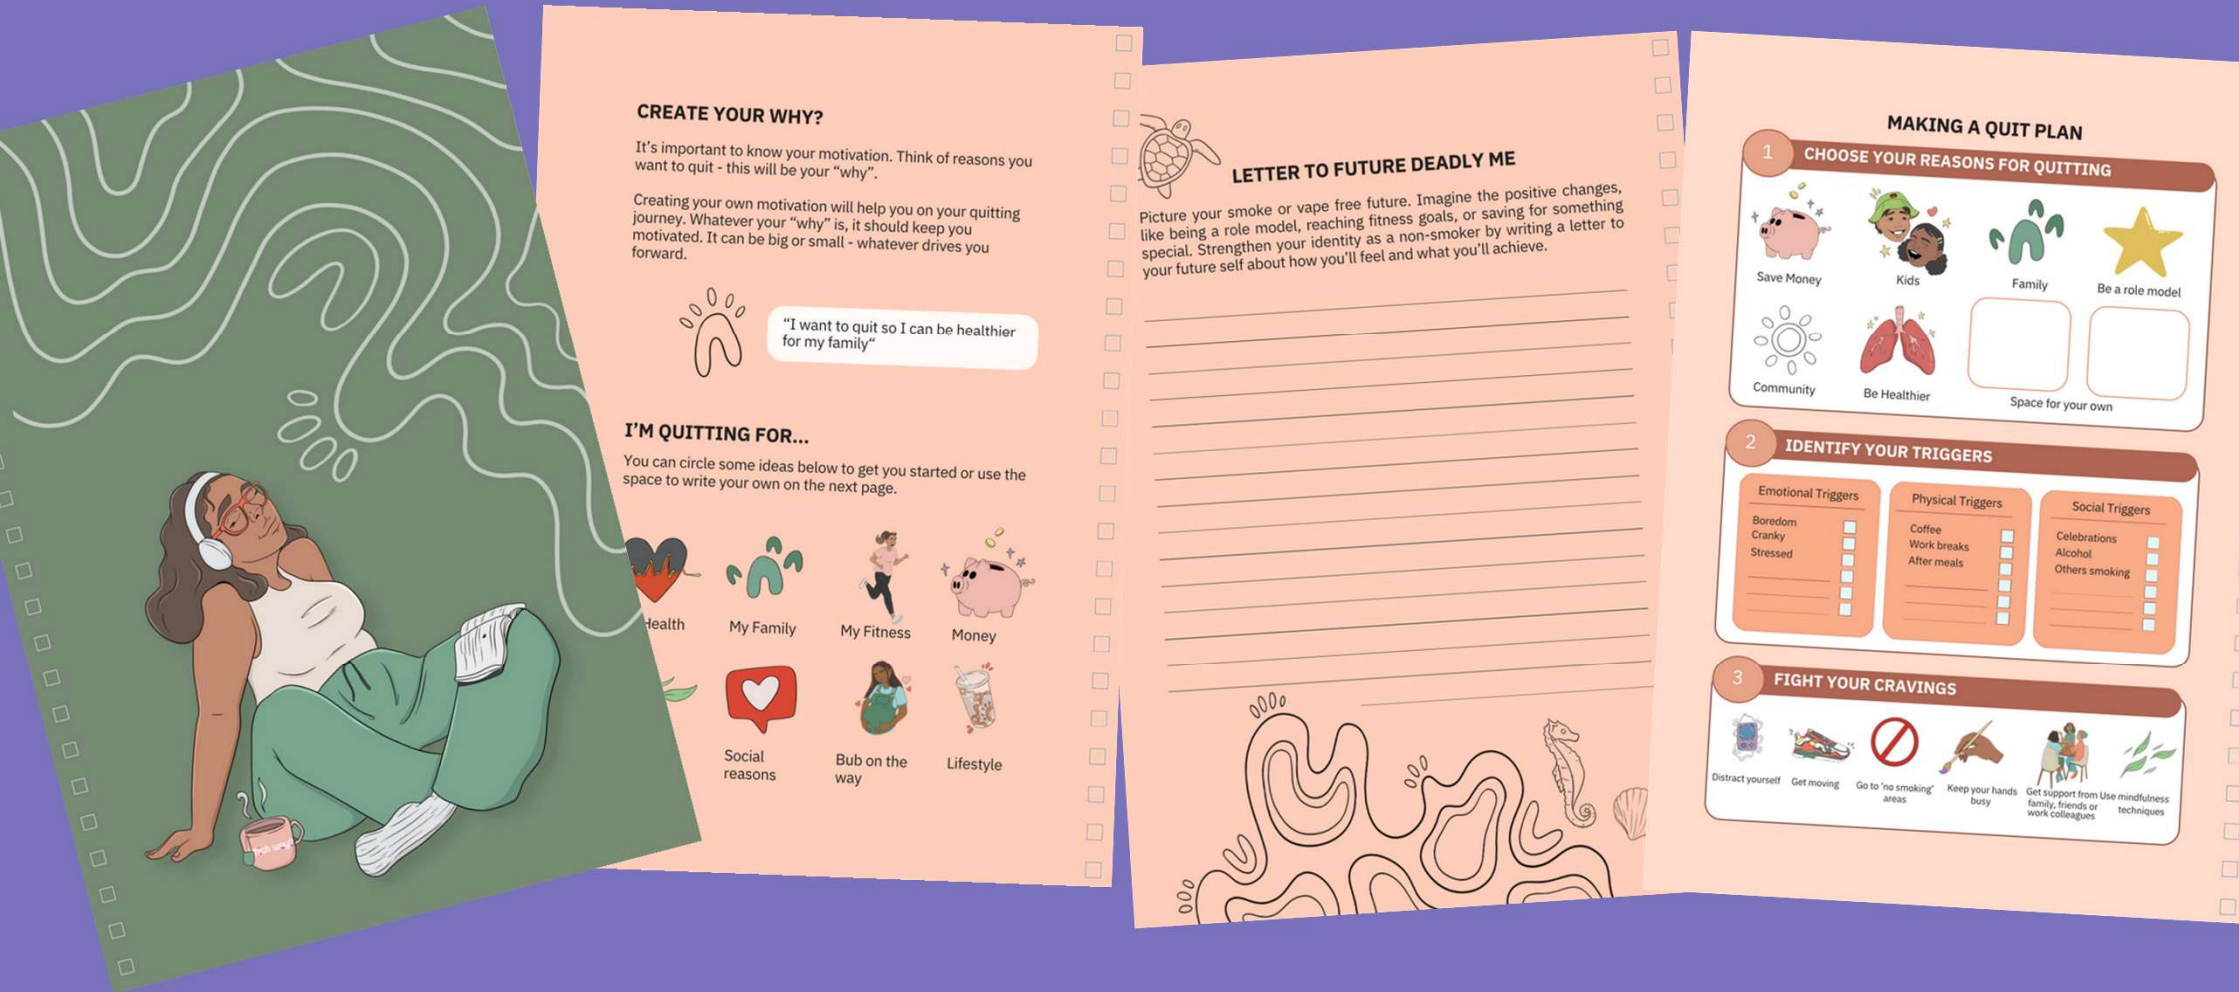 CREATE YOUR WHY?
It's important to know your motivation. Think of reasons you
want to quit - this will be your "why".
Creating your own motivation will help you on your quitting
journey. Whatever your "why" is, it should keep you
motivated. It can be big or small - whatever drives you
forward.
"I want to quit so I can be healthier
for my family"
I'M QUITTING FOR...
You can circle some ideas below to get you started or use the
space to write your own on the next page.
Health
My Family
My Fitness
Money
Social
reasons
Bub on the
way
Lifestyle
LETTER TO FUTURE DEADLY ME
Picture your smoke or vape free future. Imagine the positive changes,
like being a role model, reaching fitness goals, or saving for something
special. Strengthen your identity as a non-smoker by writing a letter to
your future self about how you'll feel and what you'll achieve.
MAKING A QUIT PLAN
1
CHOOSE YOUR REASONS FOR QUITTING
Save Money
Kids
Family
Be a role model
Community
Be Healthier
Space for your own
2
IDENTIFY YOUR TRIGGERS
Emotional Triggers
Boredom
Cranky
Stressed
Physical Triggers
Coffee
Work breaks
After meals
Social Triggers
Celebrations
Alcohol
Others smoking
3
FIGHT YOUR CRAVINGS
Distract yourself
Get moving
Go to 'no smoking'
areas
Keep your hands
busy
Get support from
family, friends or
work colleagues
Use mindfulness
techniques